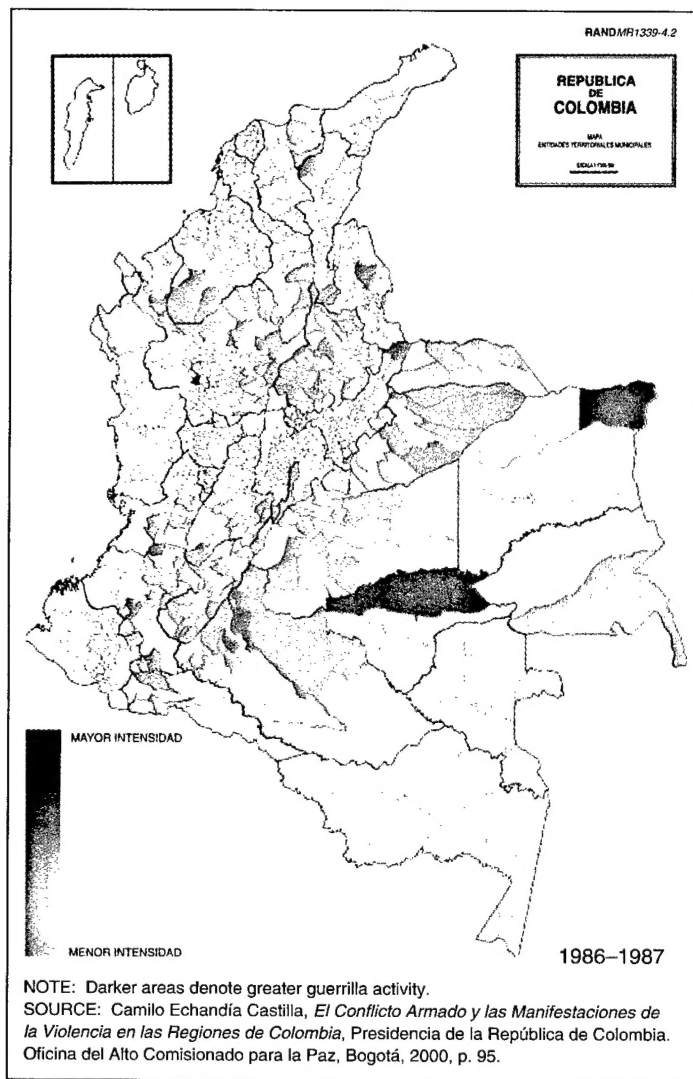 RANDMR1339-4.2
REPUBLICA
DE
COLOMBIA
MAPA
ENTIDADES TERRITORIALES MUNICIPALES
MAYOR INTENSIDAD
MENOR INTENSIDAD
1986–1987
NOTE: Darker areas denote greater guerrilla activity.
SOURCE: Camilo Echandía Castilla, El Conflicto Armado y las Manifestaciones de
la Violencia en las Regiones de Colombia, Presidencia de la República de Colombia.
Oficina del Alto Comisionado para la Paz, Bogotá, 2000, p. 95.